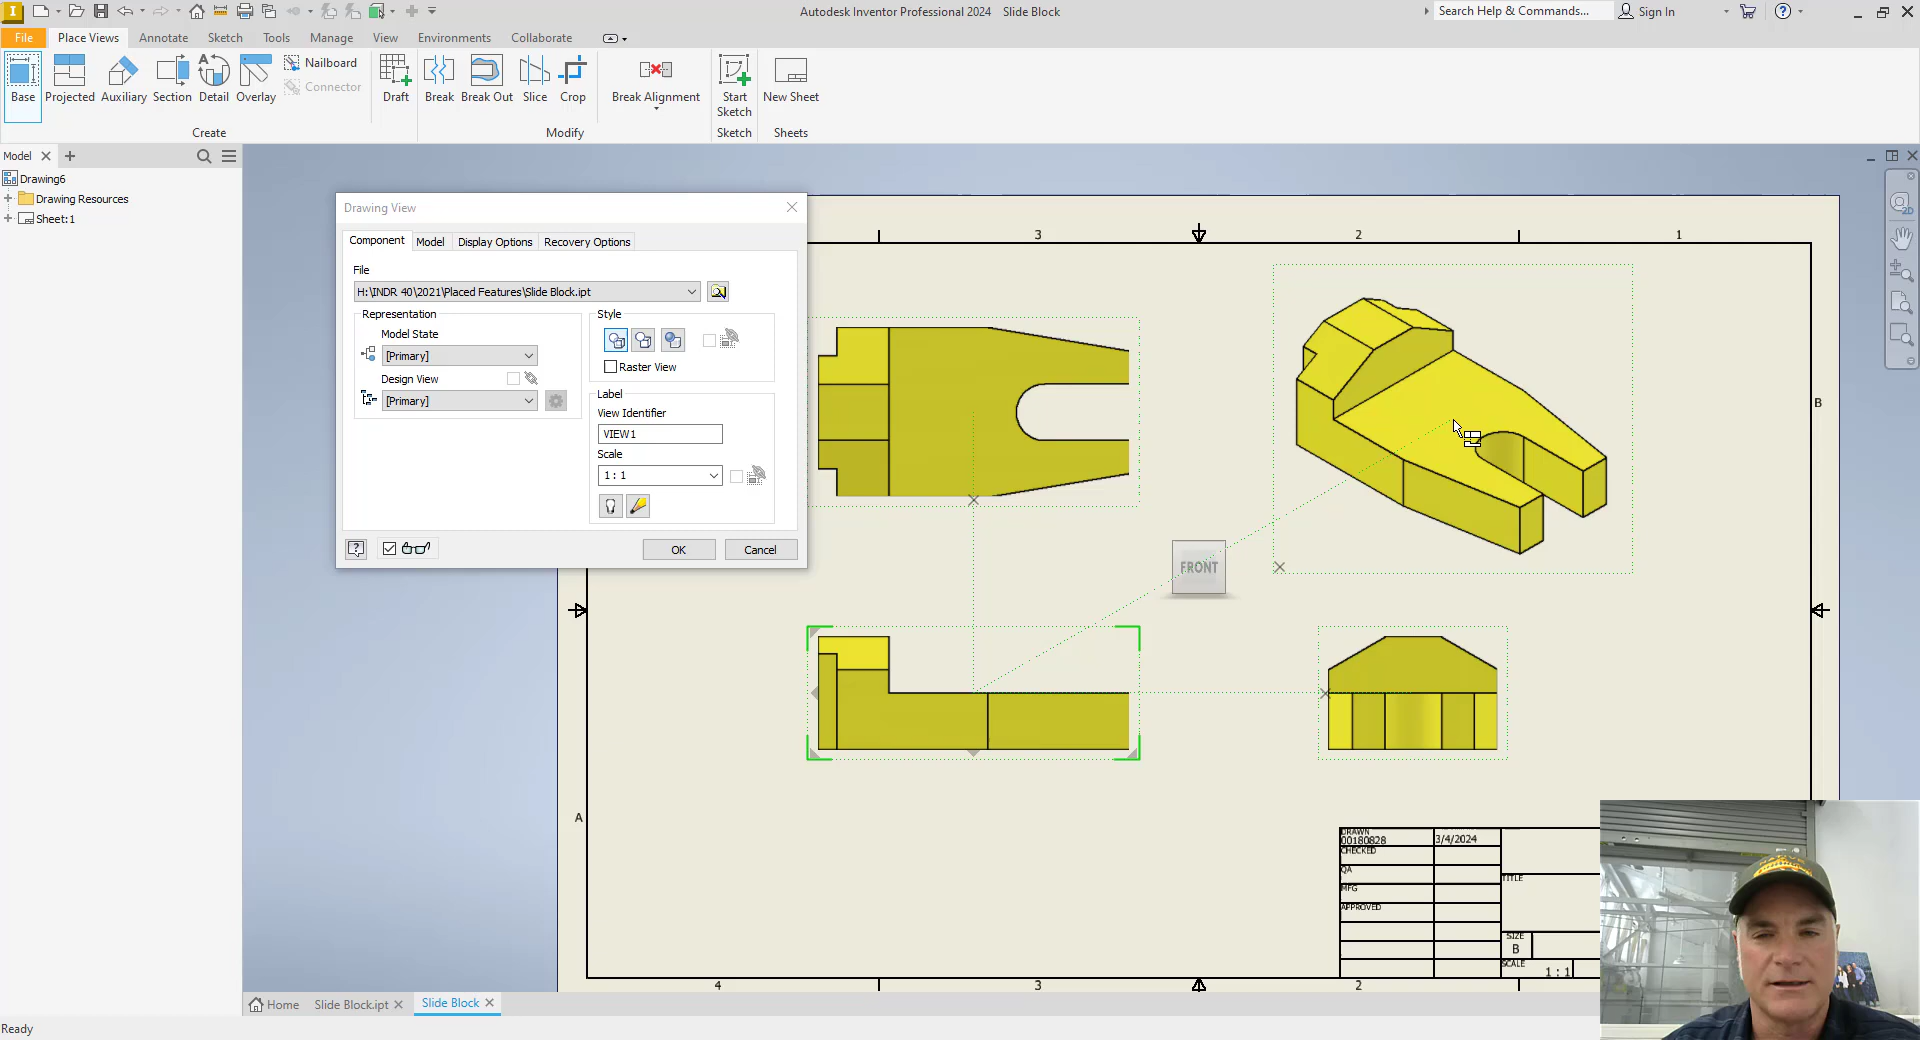 Autodesk Inventor Professional 2024 Slide Block
Search Help & Commands...
Sign In
File
Place Views
Annotate
Sketch
Tools
Manage
View
Environments
Collaborate
Base
Projected
Auxiliary
Section
Detail
Overlay
Nailboard
Connector
Draft
Break
Break Out
Slice
Crop
Break Alignment
Start Sketch
New Sheet
Create
Modify
Sketch
Sheets
Model
Drawing6
Drawing Resources
Sheet:1
Drawing View
Component
Model
Display Options
Recovery Options
File
H:\INDR 40\2021\Placed Features\Slide Block.ipt
Representation
Model State
[Primary]
Design View
[Primary]
Style
Raster View
Label
View Identifier
VIEW1
Scale
1 : 1
OK
Cancel
3
2
1
B
FRONT
A
DRAWN
00180828
3/4/2024
CHECKED
QA
MFG
APPROVED
TITLE
SIZE
B
SCALE
1 : 1
4
3
2
Home
Slide Block.ipt
Slide Block
Ready